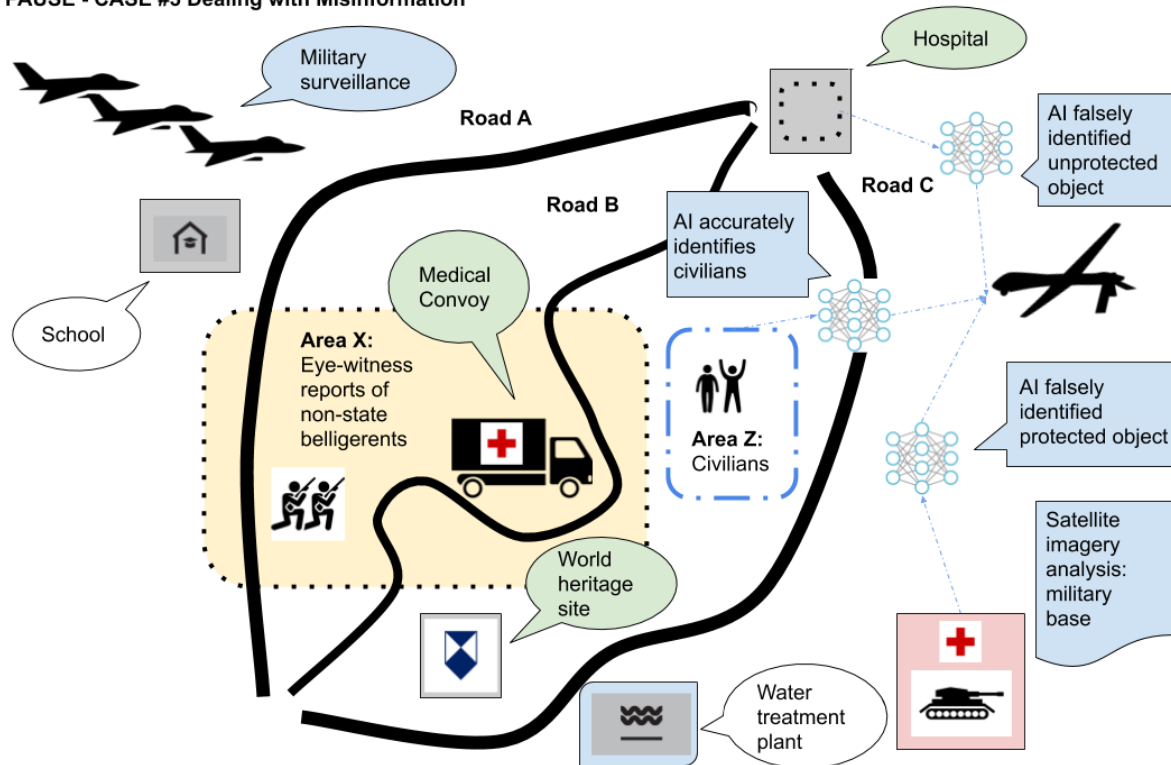 PAUSE - CASE #3 Dealing with Misinformation
Military
surveillance
Hospital
Road A
AI falsely
identified
unprotected
object
Road C
Road B
AI accurately
identifies
civilians
Medical
Convoy
School
Area X:
Eye-witness
reports of
non-state
belligerents
Area Z:
Civilians
AI falsely
identified
protected object
Satellite
imagery
analysis:
military
base
World
heritage
site
Water
treatment
plant